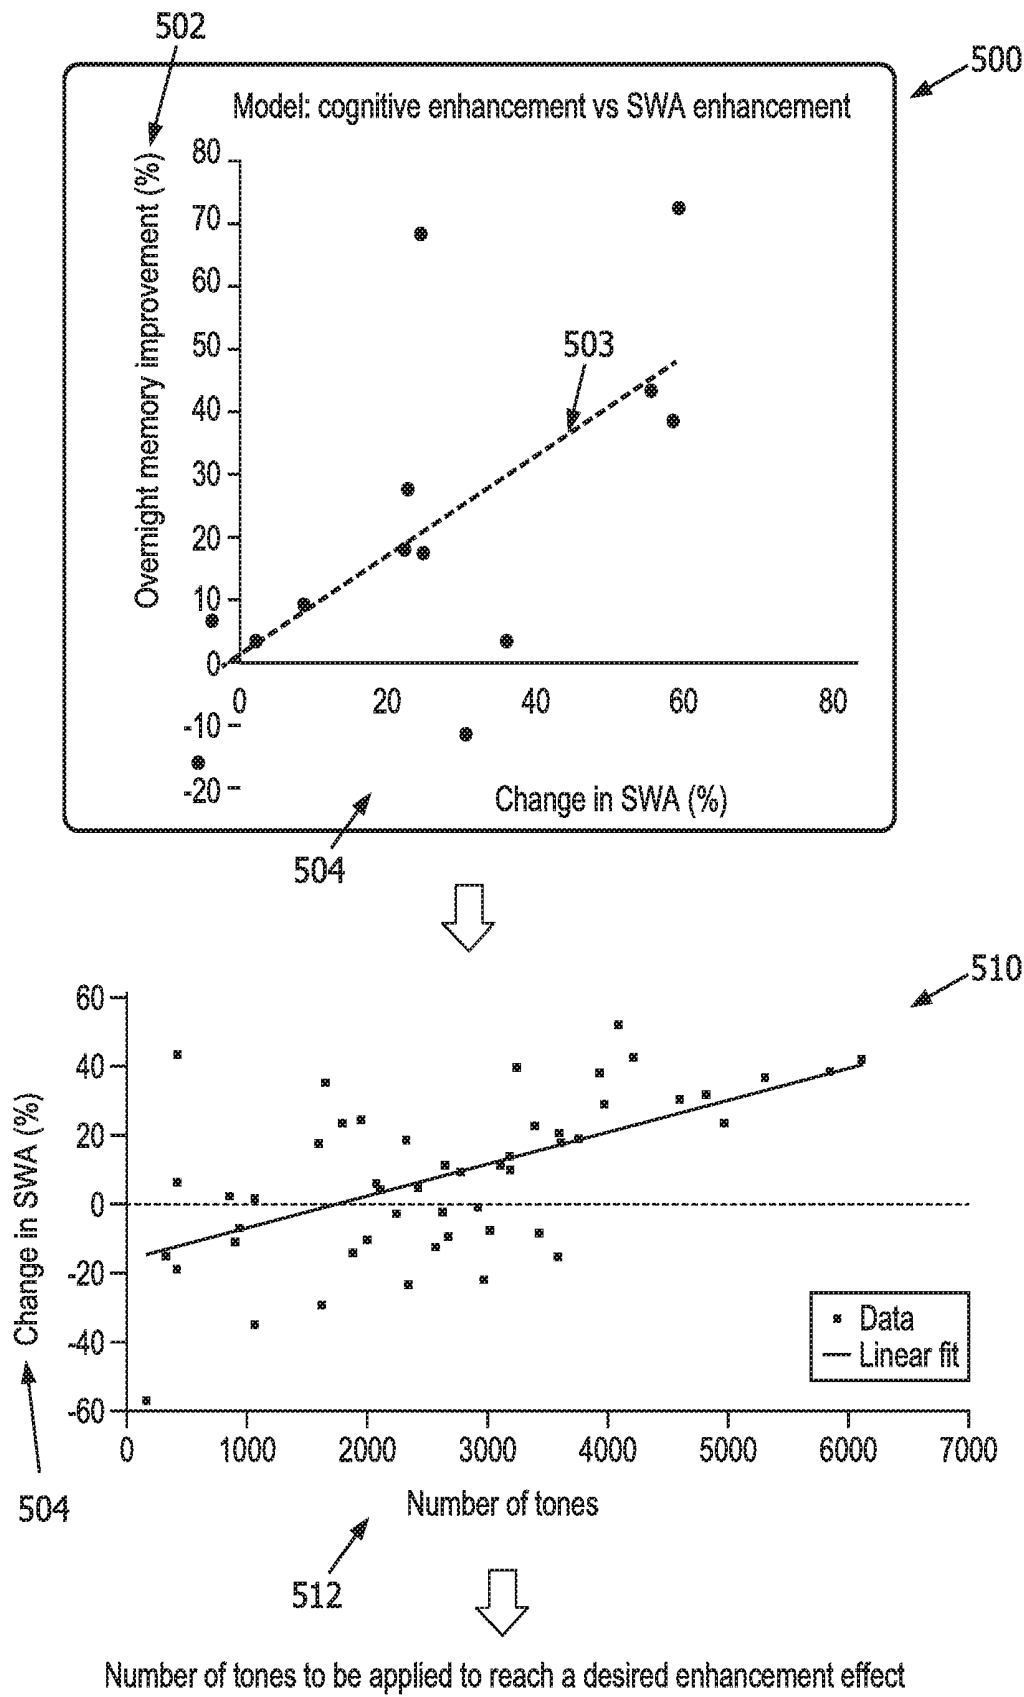 502
500
Model: cognitive enhancement vs SWA enhancement
Overnight memory improvement (%)
80
70
60
50
40
30
20
10
0
-10
-20
503
0 20 40 60 80
Change in SWA (%)
504
510
Change in SWA (%)
60
40
20
0
-20
-40
-60
Data
Linear fit
0 1000 2000 3000 4000 5000 6000 7000
504
Number of tones
512
Number of tones to be applied to reach a desired enhancement effect